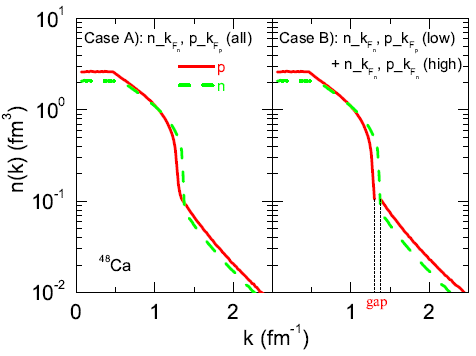 Case A): n_k_Fn, p_k_Fp (all)
p
n
Case B): n_k_Fn, p_k_Fp (low)
+ n_k_Fn, p_k_Fp (high)
n(k) (fm³)
10¹
10⁰
10⁻¹
10⁻²
⁴⁸Ca
0 1 2 0 1 2
gap
k (fm⁻¹)